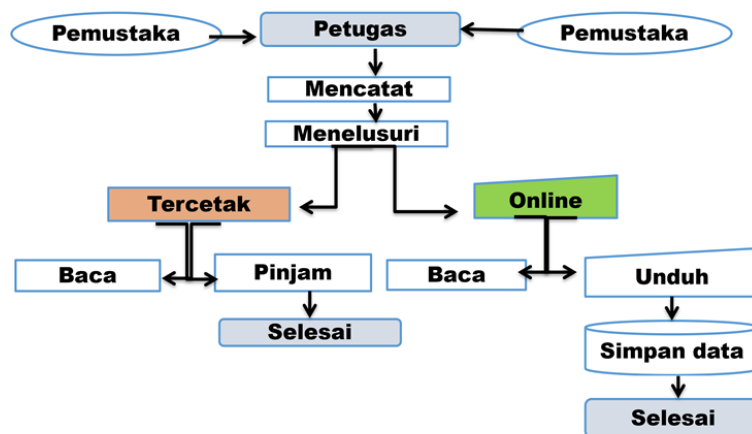 Pemustaka
Petugas
Pemustaka
Mencatat
Menelusuri
Tercetak
Online
Baca
Pinjam
Baca
Unduh
Selesai
Simpan data
Selesai